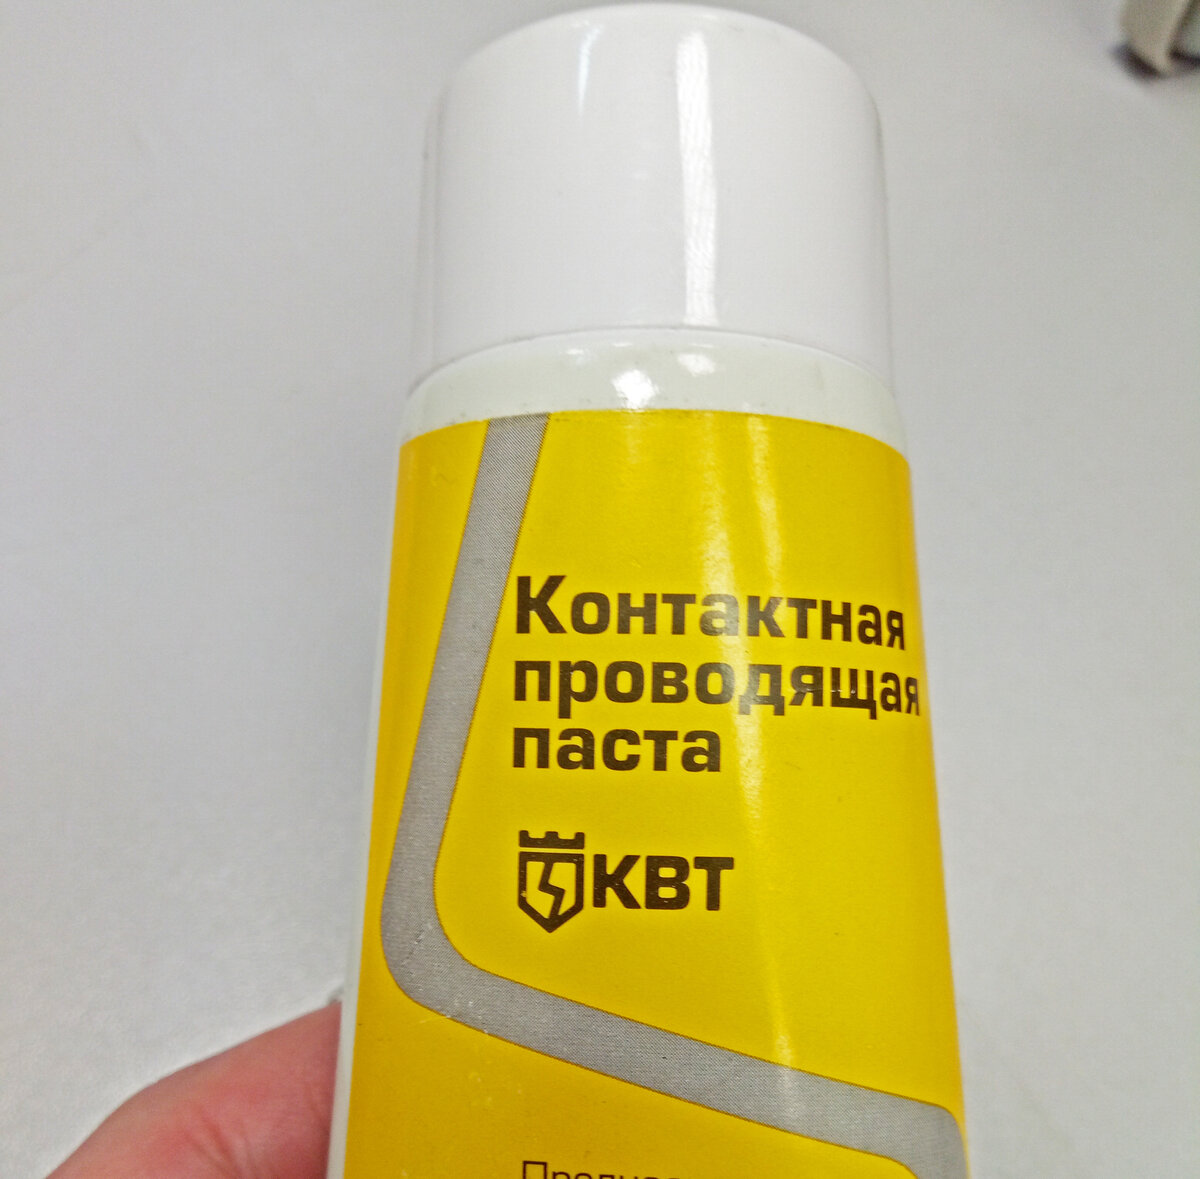 Контактная
проводящая
паста
КВТ